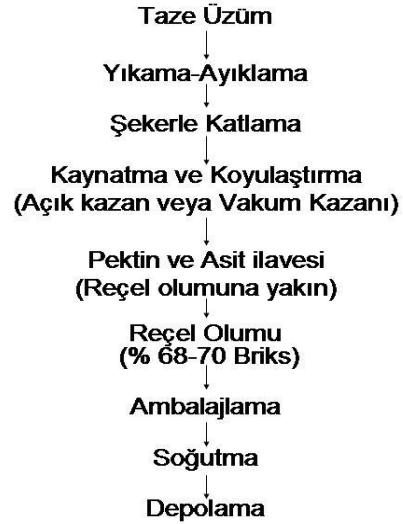 Taze Üzüm
Yıkama-Ayıklama
Şekerle Katlama
Kaynatma ve Koyulaştırma
(Açık kazan veya Vakum Kazanı)
Pektin ve Asit ilavesi
(Reçel olumuna yakın)
Reçel Olumu
(% 68-70 Briks)
Ambalajlama
Soğutma
Depolama